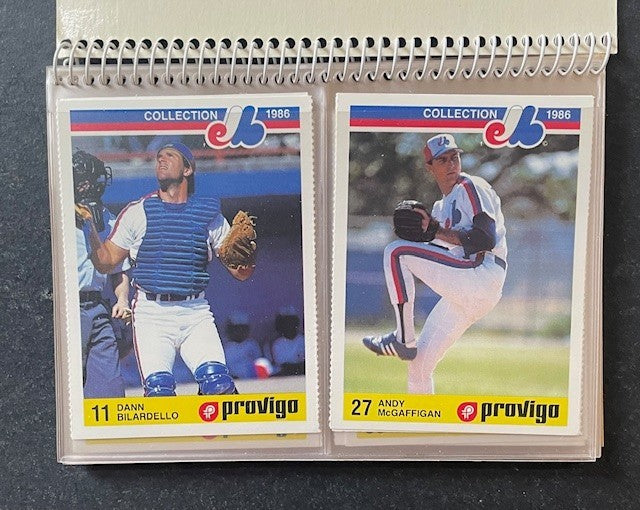 COLLECTION 1986
11 DANN BILARDELLO provigo
COLLECTION 1986
27 ANDY McGAFFIGAN provigo